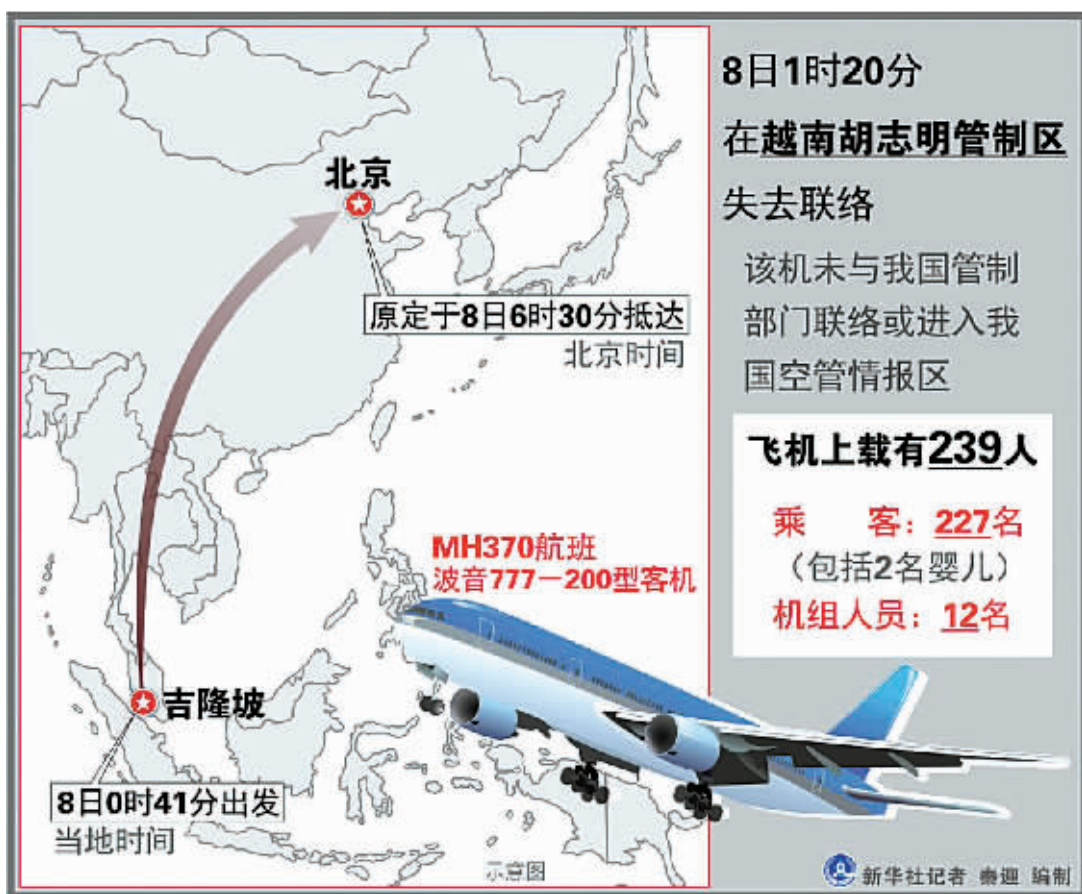 8日1时20分
在越南胡志明管制区
失去联络
该机未与我国管制
部门联络或进入我
国空管情报区
飞机上载有239人
乘 客：227名
（包括2名婴儿）
机组人员：12名
北京
原定于8日6时30分抵达
北京时间
MH370航班
波音777－200型客机
吉隆坡
8日0时41分出发
当地时间
示意图
新华社记者 秦迎 编制